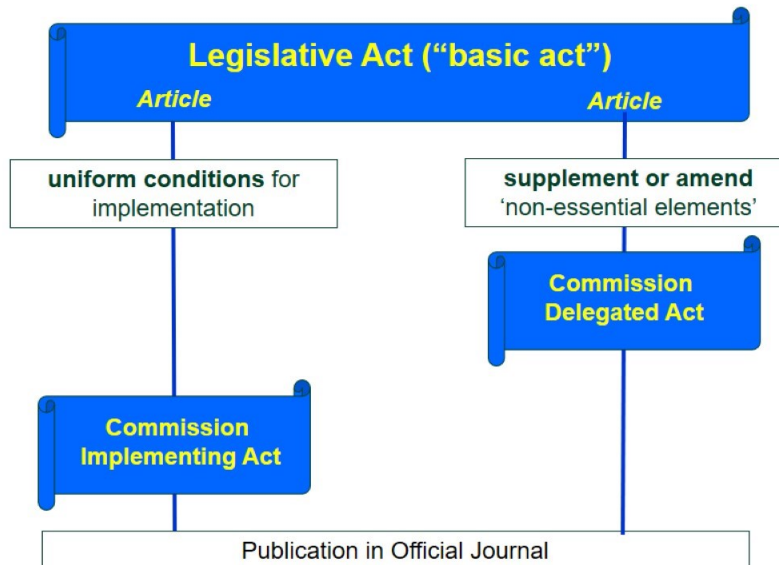 Legislative Act (“basic act”)
Article
Article
uniform conditions for
implementation
supplement or amend
‘non-essential elements’
Commission
Delegated Act
Commission
Implementing Act
Publication in Official Journal